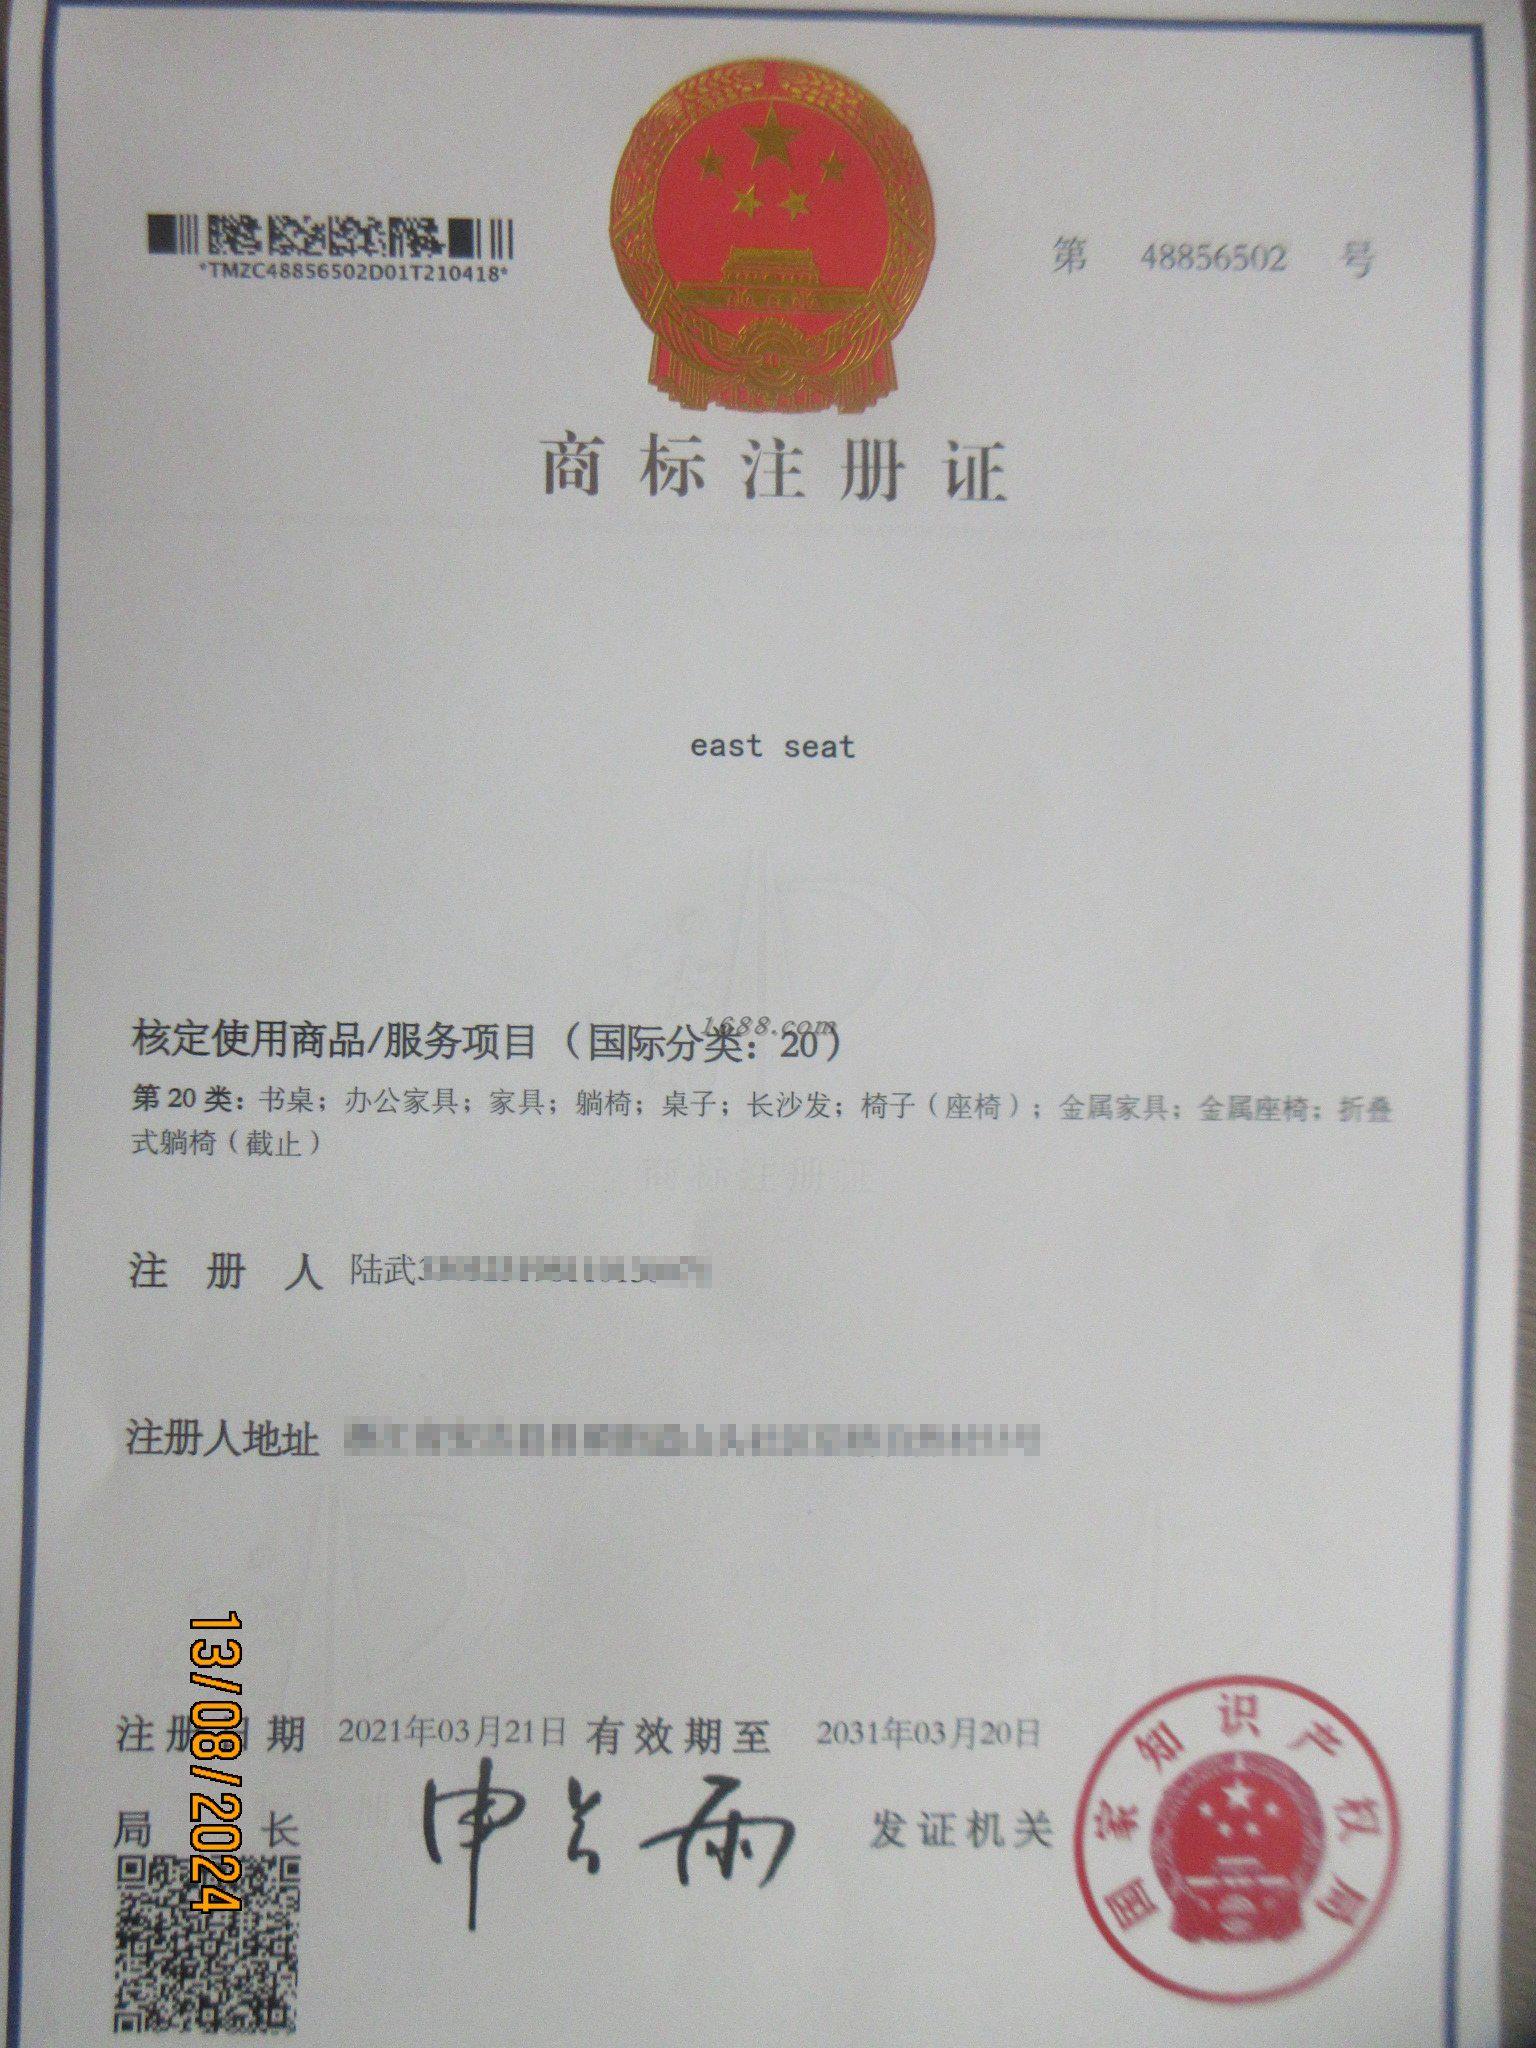 *TMZC48856502D01T210418*
第 48856502 号
商标注册证
east seat
1688.com
核定使用商品/服务项目（国际分类：20）
第 20 类：书桌；办公家具；家具；躺椅；桌子；长沙发；椅子（座椅）；金属家具；金属座椅；折叠
式躺椅（截止）
商标注册证
注 册 人 陆武
注册人地址
注册日期 2021年03月21日 有效期至 2031年03月20日
局 长 申长雨 发证机关
国家知识产权局
13/08/2024